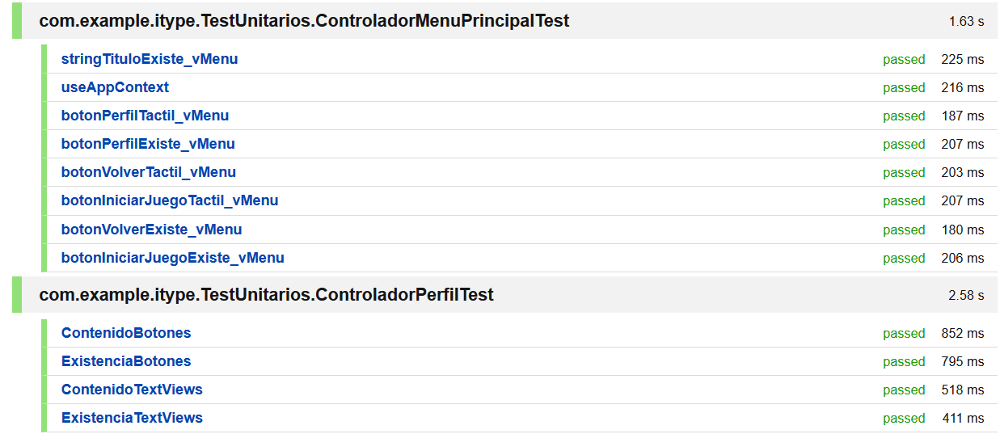 com.example.itype.TestUnitarios.ControladorMenuPrincipalTest 1.63 s
stringTituloExiste_vMenu passed 225 ms
useAppContext passed 216 ms
botonPerfilTactil_vMenu passed 187 ms
botonPerfilExiste_vMenu passed 207 ms
botonVolverTactil_vMenu passed 203 ms
botonIniciarJuegoTactil_vMenu passed 207 ms
botonVolverExiste_vMenu passed 180 ms
botonIniciarJuegoExiste_vMenu passed 206 ms
com.example.itype.TestUnitarios.ControladorPerfilTest 2.58 s
ContenidoBotones passed 852 ms
ExistenciaBotones passed 795 ms
ContenidoTextViews passed 518 ms
ExistenciaTextViews passed 411 ms